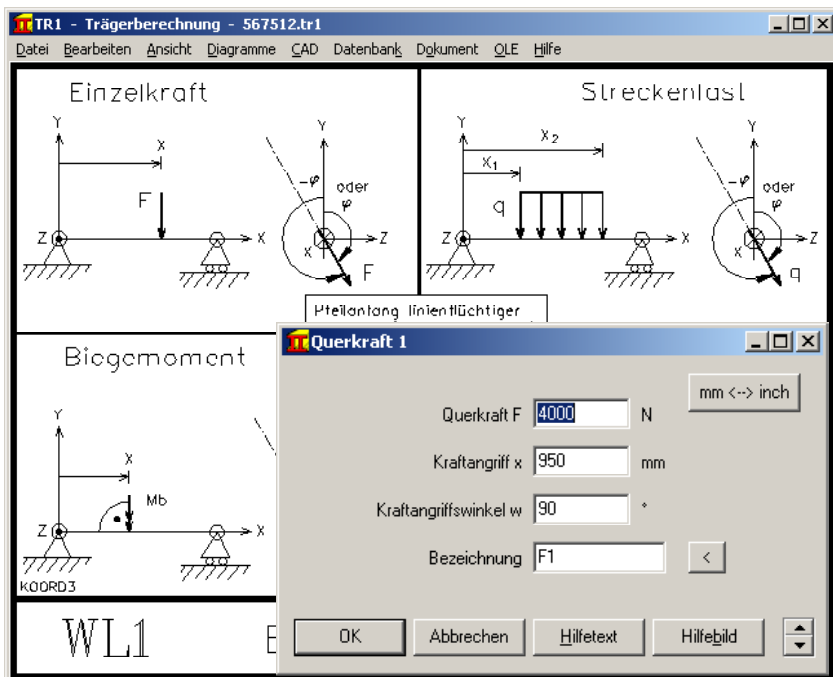 TR1 - Trägerberechnung - 567512.tr1
Datei Bearbeiten Ansicht Diagramme CAD Datenbank Dokument OLE Hilfe
Einzelkraft
Y
X
F
Z
X
Y
-φ
oder
φ
Z
X
F
Streckenlast
Y
X2
X1
q
Z
X
Y
-φ
oder
φ
Z
X
q
Pfeilanfang linienflüchtiger
Biegemoment
Y
X
Mb
Z
X
KOORD3
WL1
Querkraft 1
mm <--> inch
Querkraft F 4000 N
Kraftangriff x 950 mm
Kraftangriffswinkel w 90 °
Bezeichnung F1 <
OK Abbrechen Hilfetext Hilfebild